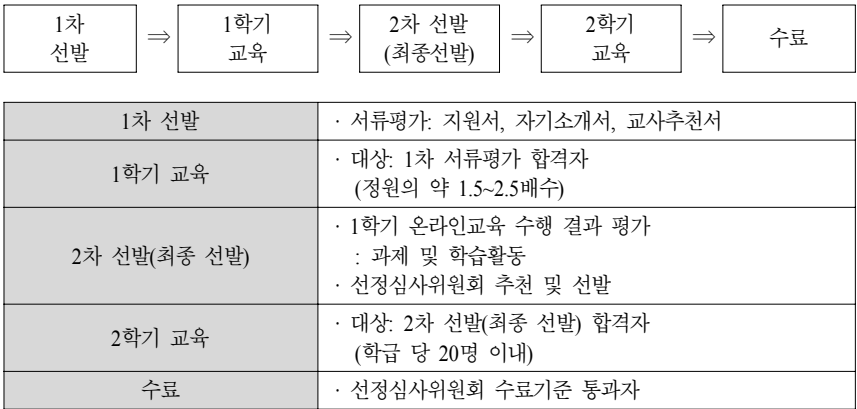 1차
선발
⇒
1학기
교육
⇒
2차 선발
(최종선발)
⇒
2학기
교육
⇒
수료
1차 선발
· 서류평가: 지원서, 자기소개서, 교사추천서
1학기 교육
· 대상: 1차 서류평가 합격자
(정원의 약 1.5~2.5배수)
2차 선발(최종 선발)
· 1학기 온라인교육 수행 결과 평가
: 과제 및 학습활동
· 선정심사위원회 추천 및 선발
2학기 교육
· 대상: 2차 선발(최종 선발) 합격자
(학급 당 20명 이내)
수료
· 선정심사위원회 수료기준 통과자